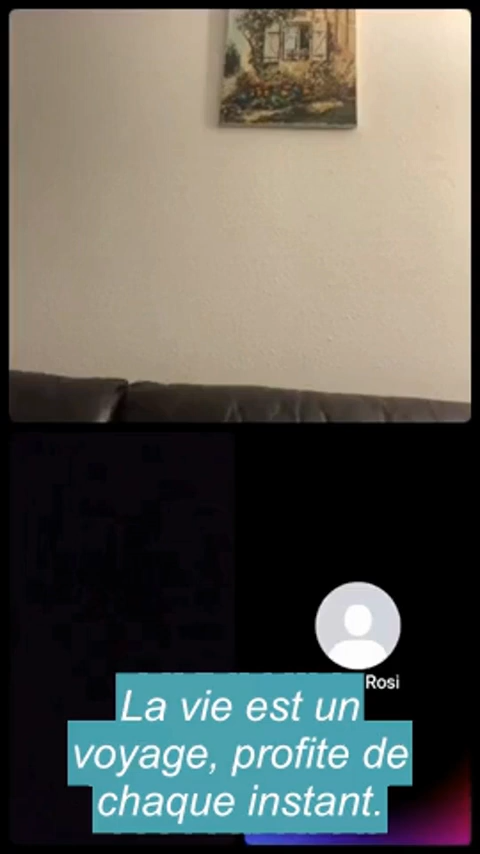 Rosi
La vie est un
voyage, profite de
chaque instant.